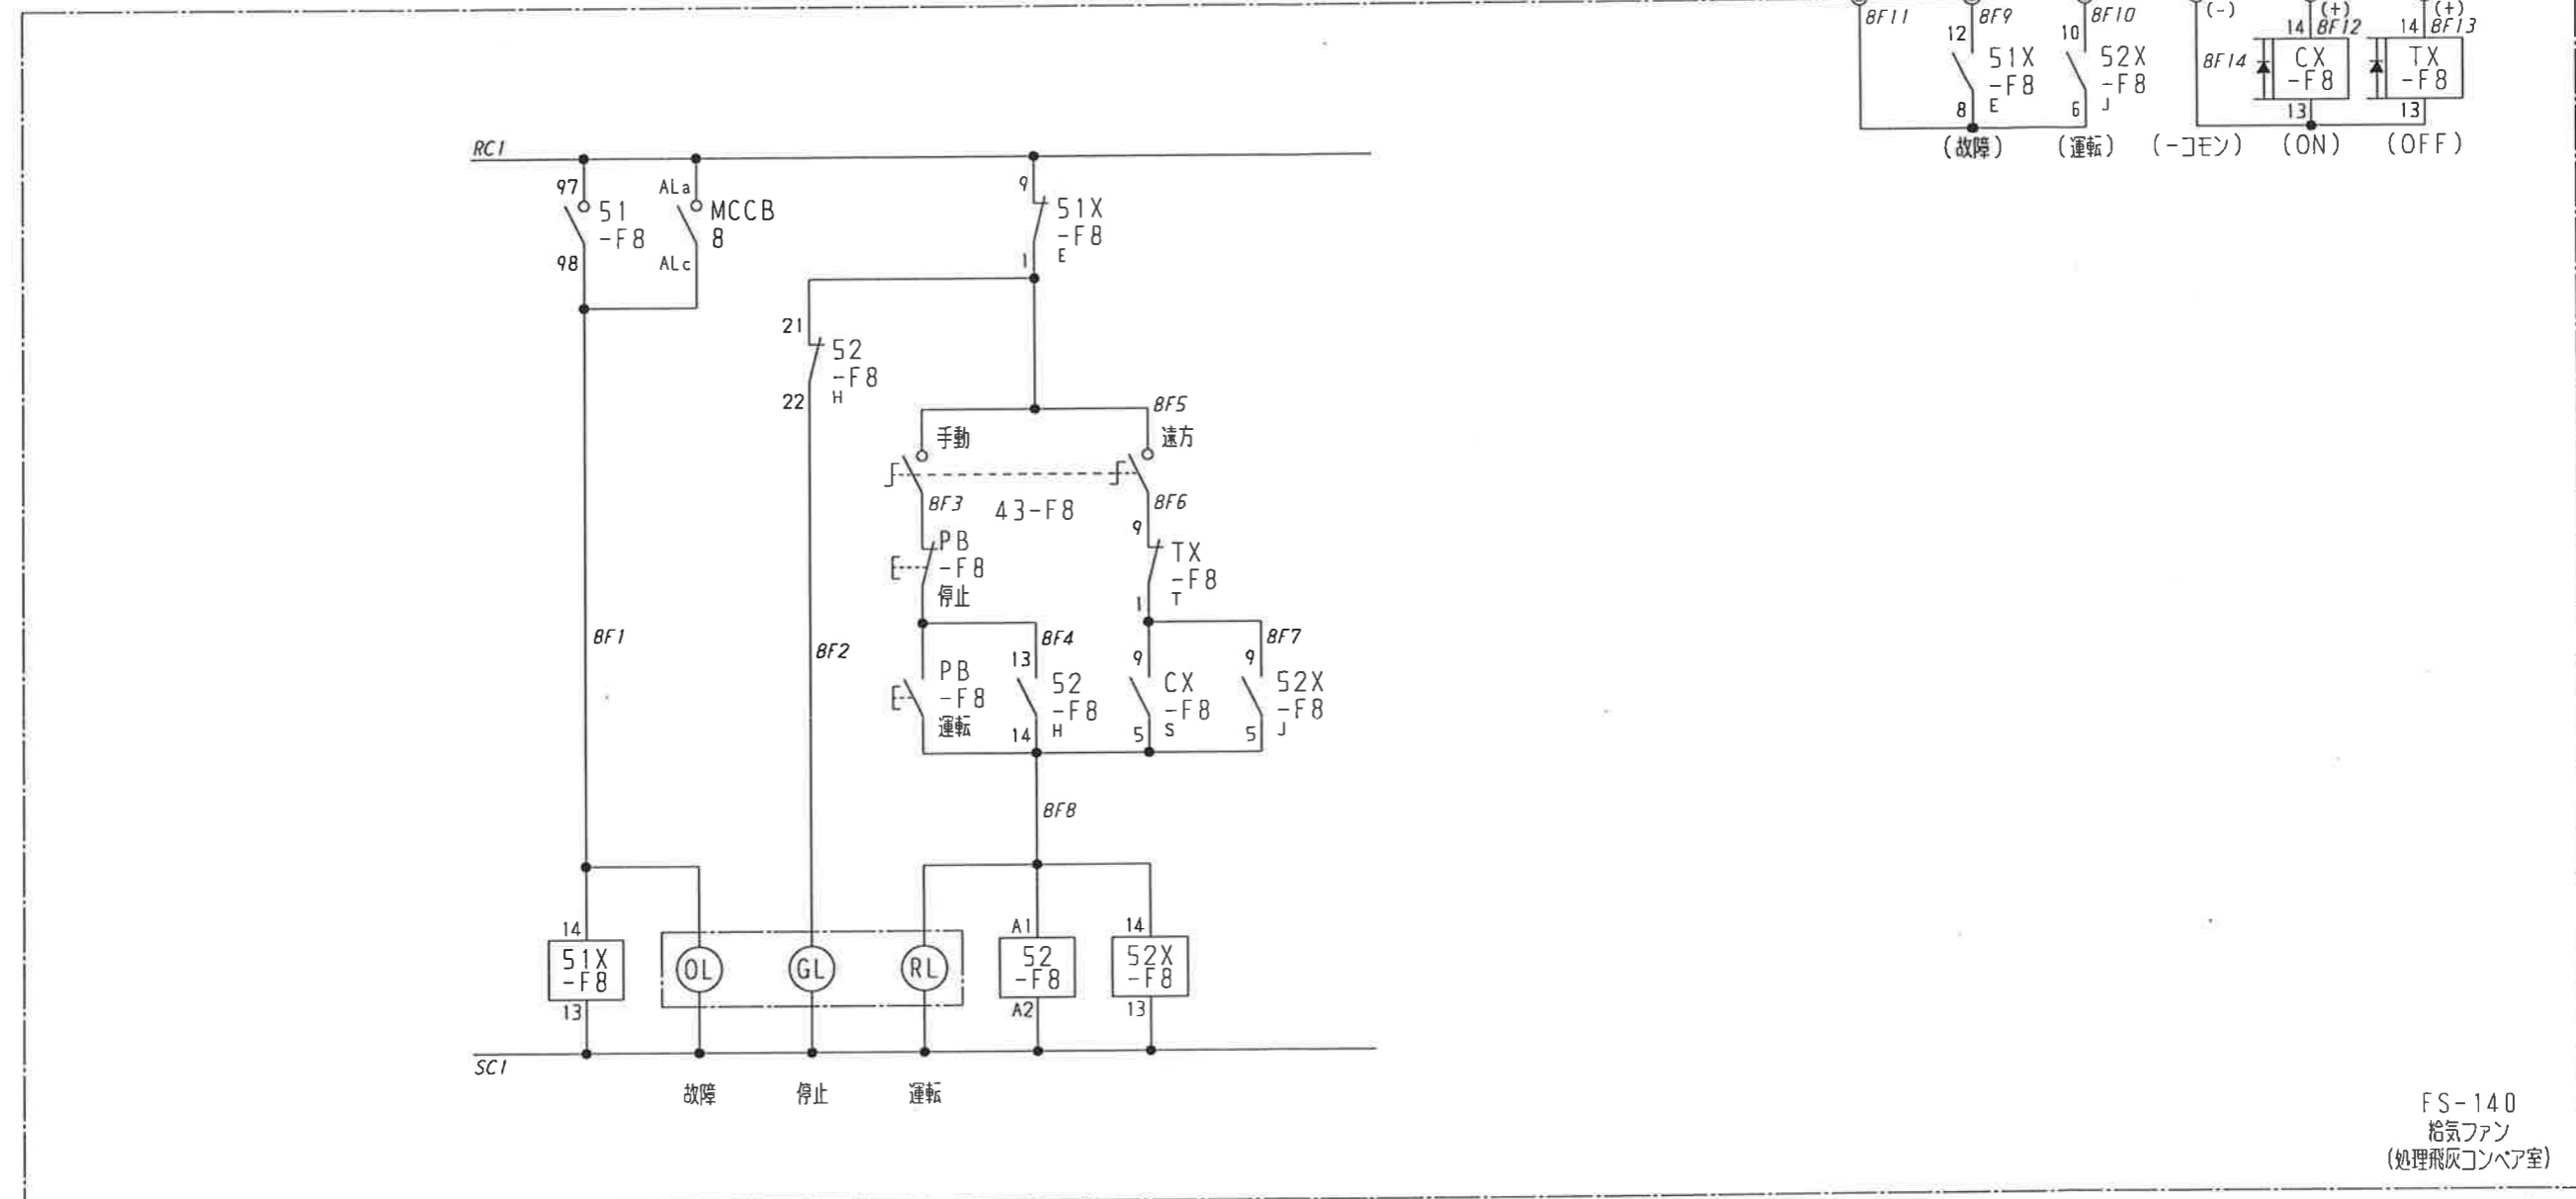 8F11
8F9
8F10
(-)
(+)
(+)
12
10
14 8F12
14 8F13
51X
-F8
E
52X
-F8
J
8F14
CX
-F8
TX
-F8
8
6
13
13
(故障)
(運転)
(-コモン)
(ON)
(OFF)
RC1
97
ALa
9
51
-F8
MCCB
8
51X
-F8
E
98
ALc
1
21
52
-F8
H
22
8F5
手動
遠方
8F3
43-F8
8F6
9
PB
-F8
停止
TX
-F8
T
1
8F1
8F2
8F4
8F7
13
9
9
PB
-F8
運転
52
-F8
H
CX
-F8
S
52X
-F8
J
14
5
5
8F8
14
A1
14
51X
-F8
OL
GL
RL
52
-F8
52X
-F8
13
A2
13
SC1
故障
停止
運転
FS-140
給気ファン
(処理飛灰コンベア室)